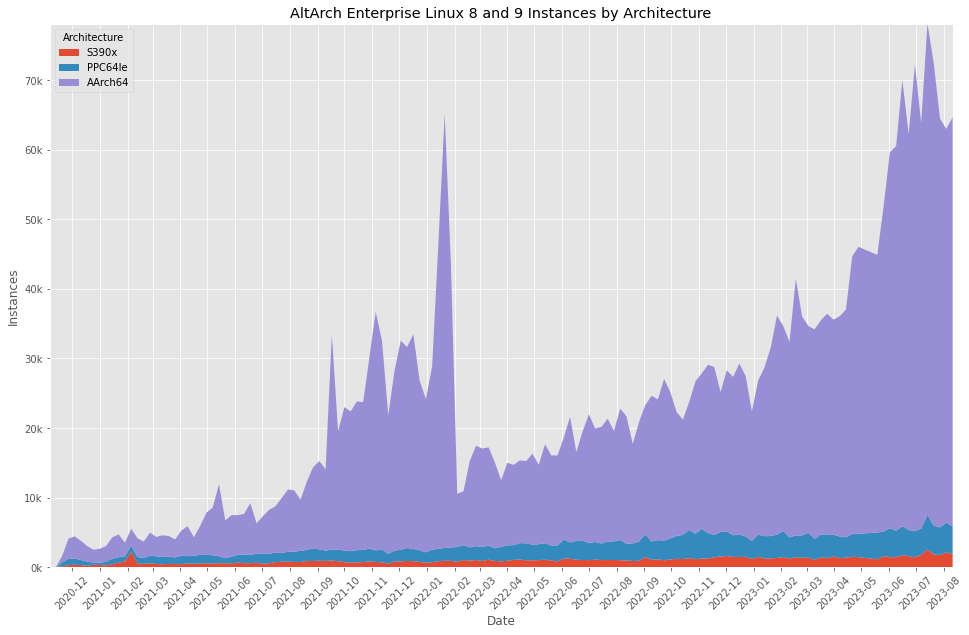 AltArch Enterprise Linux 8 and 9 Instances by Architecture
Architecture
S390x
PPC64le
AArch64
70k
60k
50k
40k
30k
20k
10k
0k
Instances
2020-12
2021-01
2021-02
2021-03
2021-04
2021-05
2021-06
2021-07
2021-08
2021-09
2021-10
2021-11
2021-12
2022-01
2022-02
2022-03
2022-04
2022-05
2022-06
2022-07
2022-08
2022-09
2022-10
2022-11
2022-12
2023-01
2023-02
2023-03
2023-04
2023-05
2023-06
2023-07
2023-08
Date